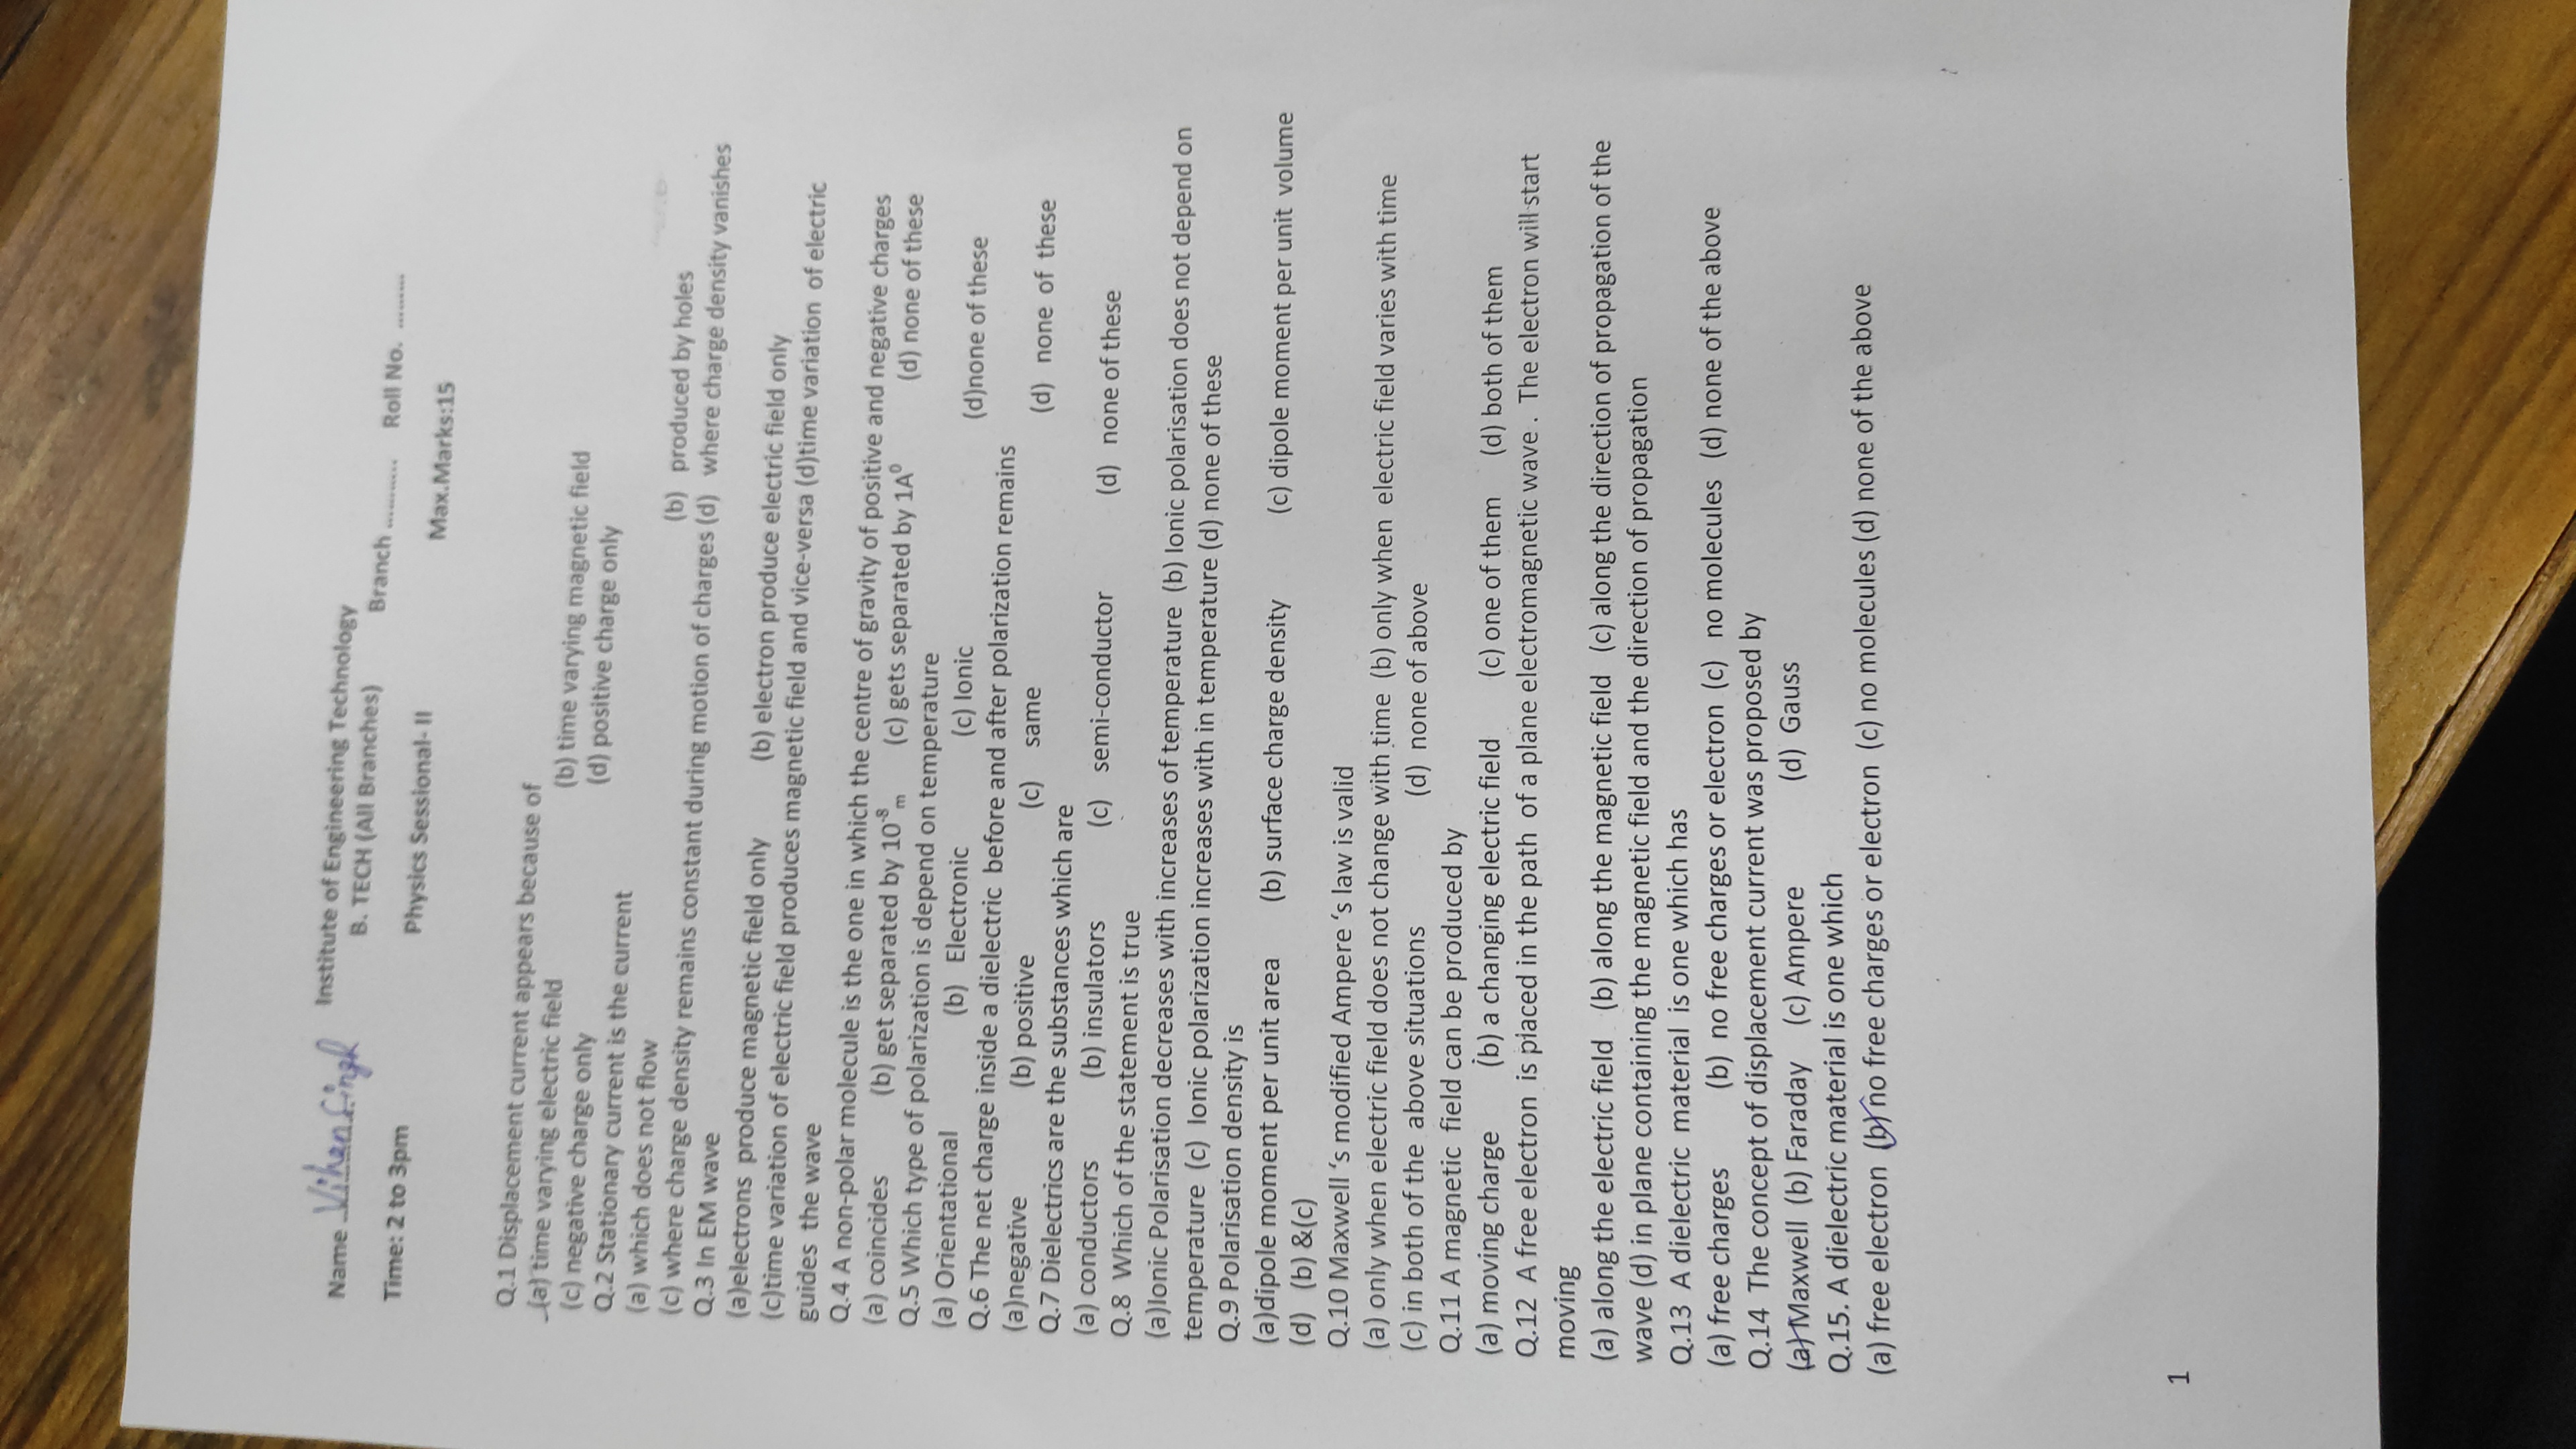 Institute of Engineering Technology
Name Vihan Singh
B. TECH (All Branches) Branch ........... Roll No. .........
Time: 2 to 3pm Physics Sessional- II Max.Marks:15
Q.1 Displacement current appears because of
(a) time varying electric field (b) time varying magnetic field
(c) negative charge only (d) positive charge only
Q.2 Stationary current is the current
(a) which does not flow (b) produced by holes
(c) where charge density remains constant during motion of charges (d) where charge density vanishes
Q.3 In EM wave
(a)electrons produce magnetic field only (b) electron produce electric field only
(c)time variation of electric field produces magnetic field and vice-versa (d)time variation of electric
guides the wave
Q.4 A non-polar molecule is the one in which the centre of gravity of positive and negative charges
(a) coincides (b) get separated by 10⁻⁸ₘ (c) gets separated by 1A⁰ (d) none of these
Q.5 Which type of polarization is depend on temperature
(a) Orientational (b) Electronic (c) Ionic (d)none of these
Q.6 The net charge inside a dielectric before and after polarization remains
(a)negative (b) positive (c) same (d) none of these
Q.7 Dielectrics are the substances which are
(a) conductors (b) insulators (c) semi-conductor (d) none of these
Q.8 Which of the statement is true
(a)Ionic Polarisation decreases with increases of temperature (b) Ionic polarisation does not depend on
temperature (c) Ionic polarization increases with in temperature (d) none of these
Q.9 Polarisation density is
(a)dipole moment per unit area (b) surface charge density (c) dipole moment per unit volume
(d) (b) &(c)
Q.10 Maxwell ‘s modified Ampere ‘s law is valid
(a) only when electric field does not change with time (b) only when electric field varies with time
(c) in both of the above situations (d) none of above
Q.11 A magnetic field can be produced by
(a) moving charge (b) a changing electric field (c) one of them (d) both of them
Q.12 A free electron is placed in the path of a plane electromagnetic wave . The electron will start
moving
(a) along the electric field (b) along the magnetic field (c) along the direction of propagation of the
wave (d) in plane containing the magnetic field and the direction of propagation
Q.13 A dielectric material is one which has
(a) free charges (b) no free charges or electron (c) no molecules (d) none of the above
Q.14 The concept of displacement current was proposed by
(a) Maxwell (b) Faraday (c) Ampere (d) Gauss
Q.15. A dielectric material is one which
(a) free electron (b) no free charges or electron (c) no molecules (d) none of the above
1